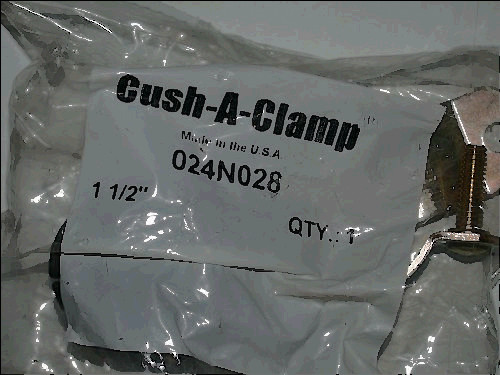 Cush-A-Clamp
Made in the U.S.A
024N028
1 1/2"
QTY.: 1